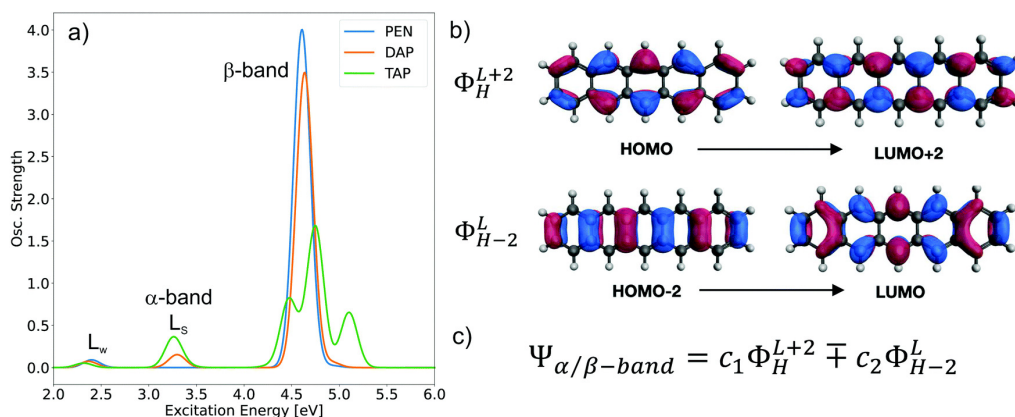 a)
PEN
DAP
TAP
β-band
α-band
L_S
L_w
Osc. Strength
4.0
3.5
3.0
2.5
2.0
1.5
1.0
0.5
0.0
2.0 2.5 3.0 3.5 4.0 4.5 5.0 5.5 6.0
Excitation Energy [eV]
b)
Φ_H^{L+2}
HOMO LUMO+2
Φ_{H-2}^L
HOMO-2 LUMO
c) Ψ_{α/β-band} = c_1Φ_H^{L+2} ∓ c_2Φ_{H-2}^L